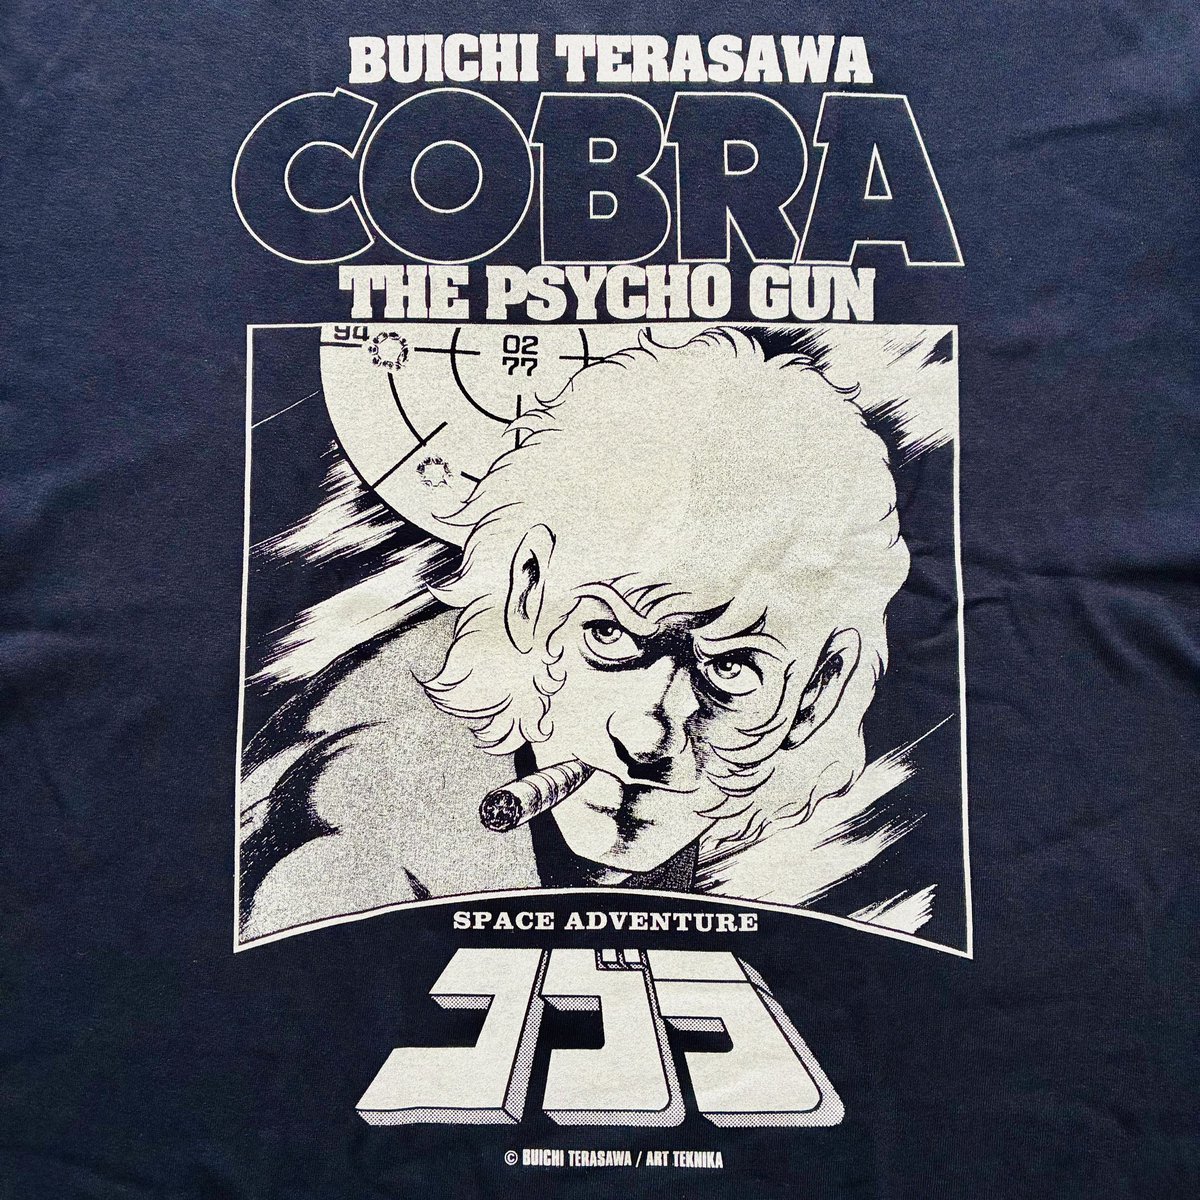 BUICHI TERASAWA
COBRA
THE PSYCHO GUN
94
02
77
SPACE ADVENTURE
コブラ
© BUICHI TERASAWA / ART TEKNIKA